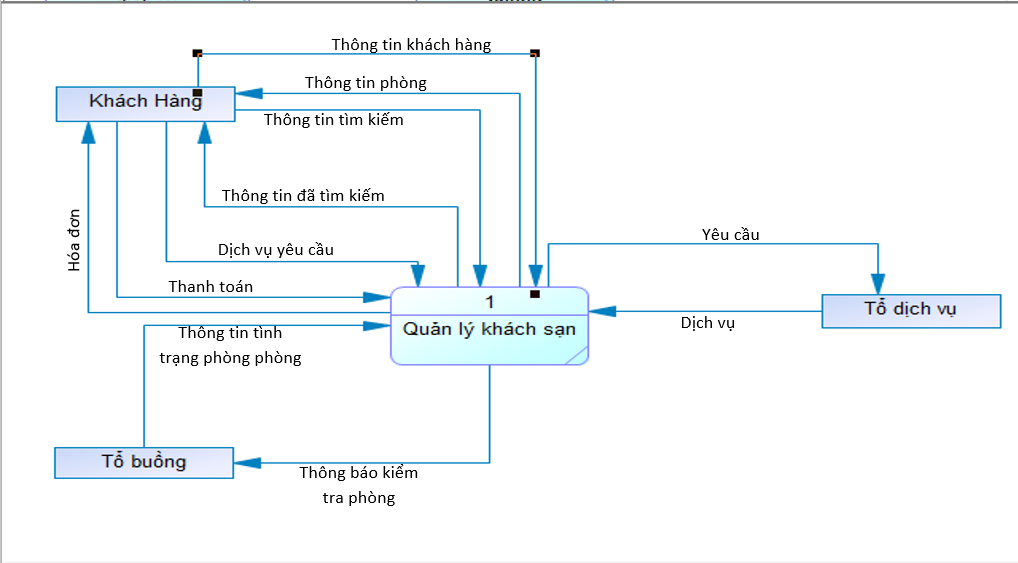 Thông tin khách hàng
Thông tin phòng
Khách Hàng
Thông tin tìm kiếm
Thông tin đã tìm kiếm
Hóa đơn
Dịch vụ yêu cầu
Yêu cầu
Thanh toán
1
Quản lý khách sạn
Tổ dịch vụ
Dịch vụ
Thông tin tình
trạng phòng phòng
Tổ buồng
Thông báo kiểm
tra phòng